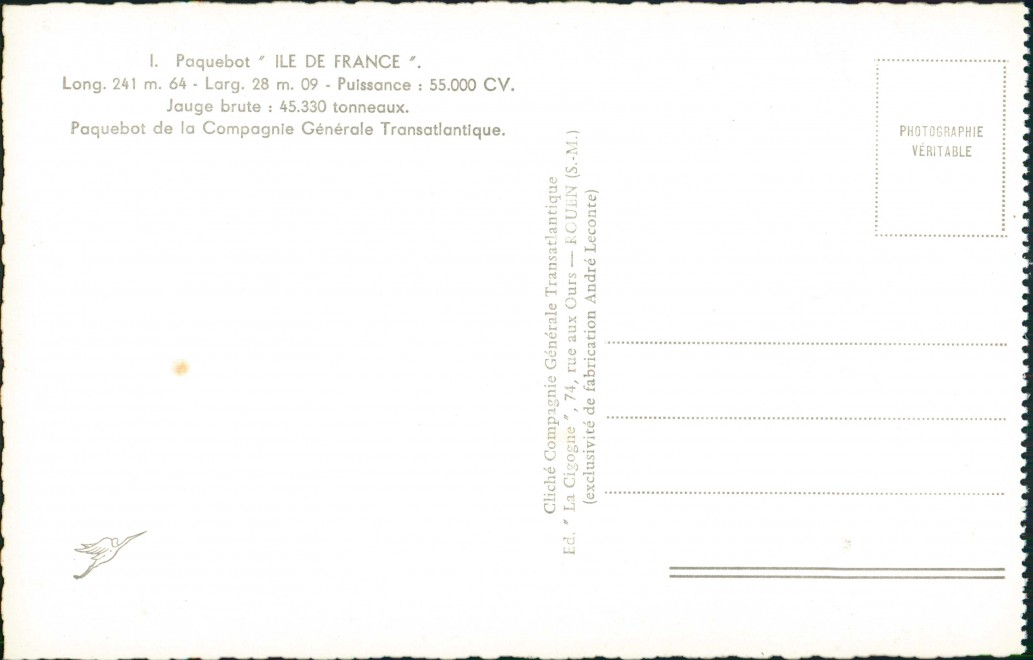 I. Paquebot " ILE DE FRANCE ".
Long. 241 m. 64 - Larg. 28 m. 09 - Puissance : 55.000 CV.
Jauge brute : 45.330 tonneaux.
Paquebot de la Compagnie Générale Transatlantique.
Cliché Compagnie Générale Transatlantique
Ed. " La Cigogne ", 74, rue aux Ours — ROUEN (S.-M.)
(exclusivité de fabrication André Leconte)
PHOTOGRAPHIE
VÉRITABLE